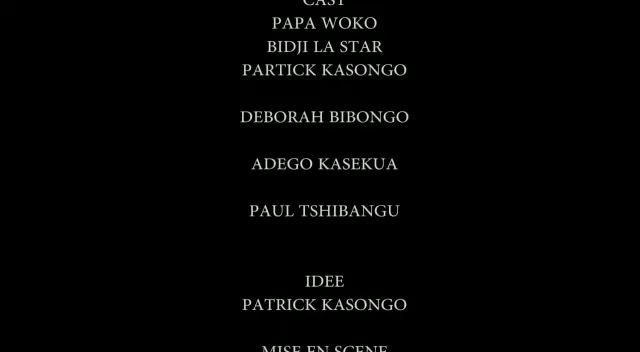 CAST
PAPA WOKO
BIDJI LA STAR
PARTICK KASONGO
DEBORAH BIBONGO
ADEGO KASEKUA
PAUL TSHIBANGU
IDEE
PATRICK KASONGO
MISE EN SCENE